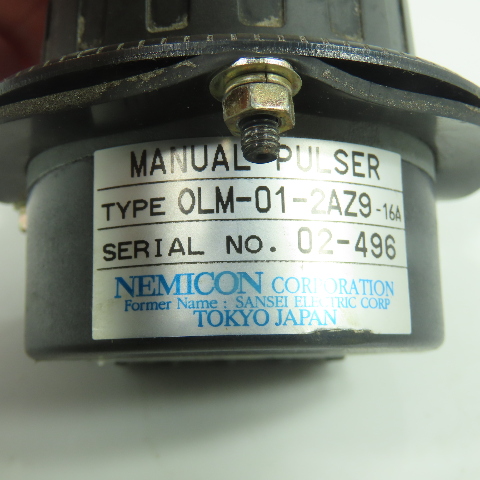 MANUAL PULSER
TYPE OLM-01-2AZ9-16A
SERIAL NO. 02-496
NEMICON CORPORATION
Former Name : SANSEI ELECTRIC CORP
TOKYO JAPAN